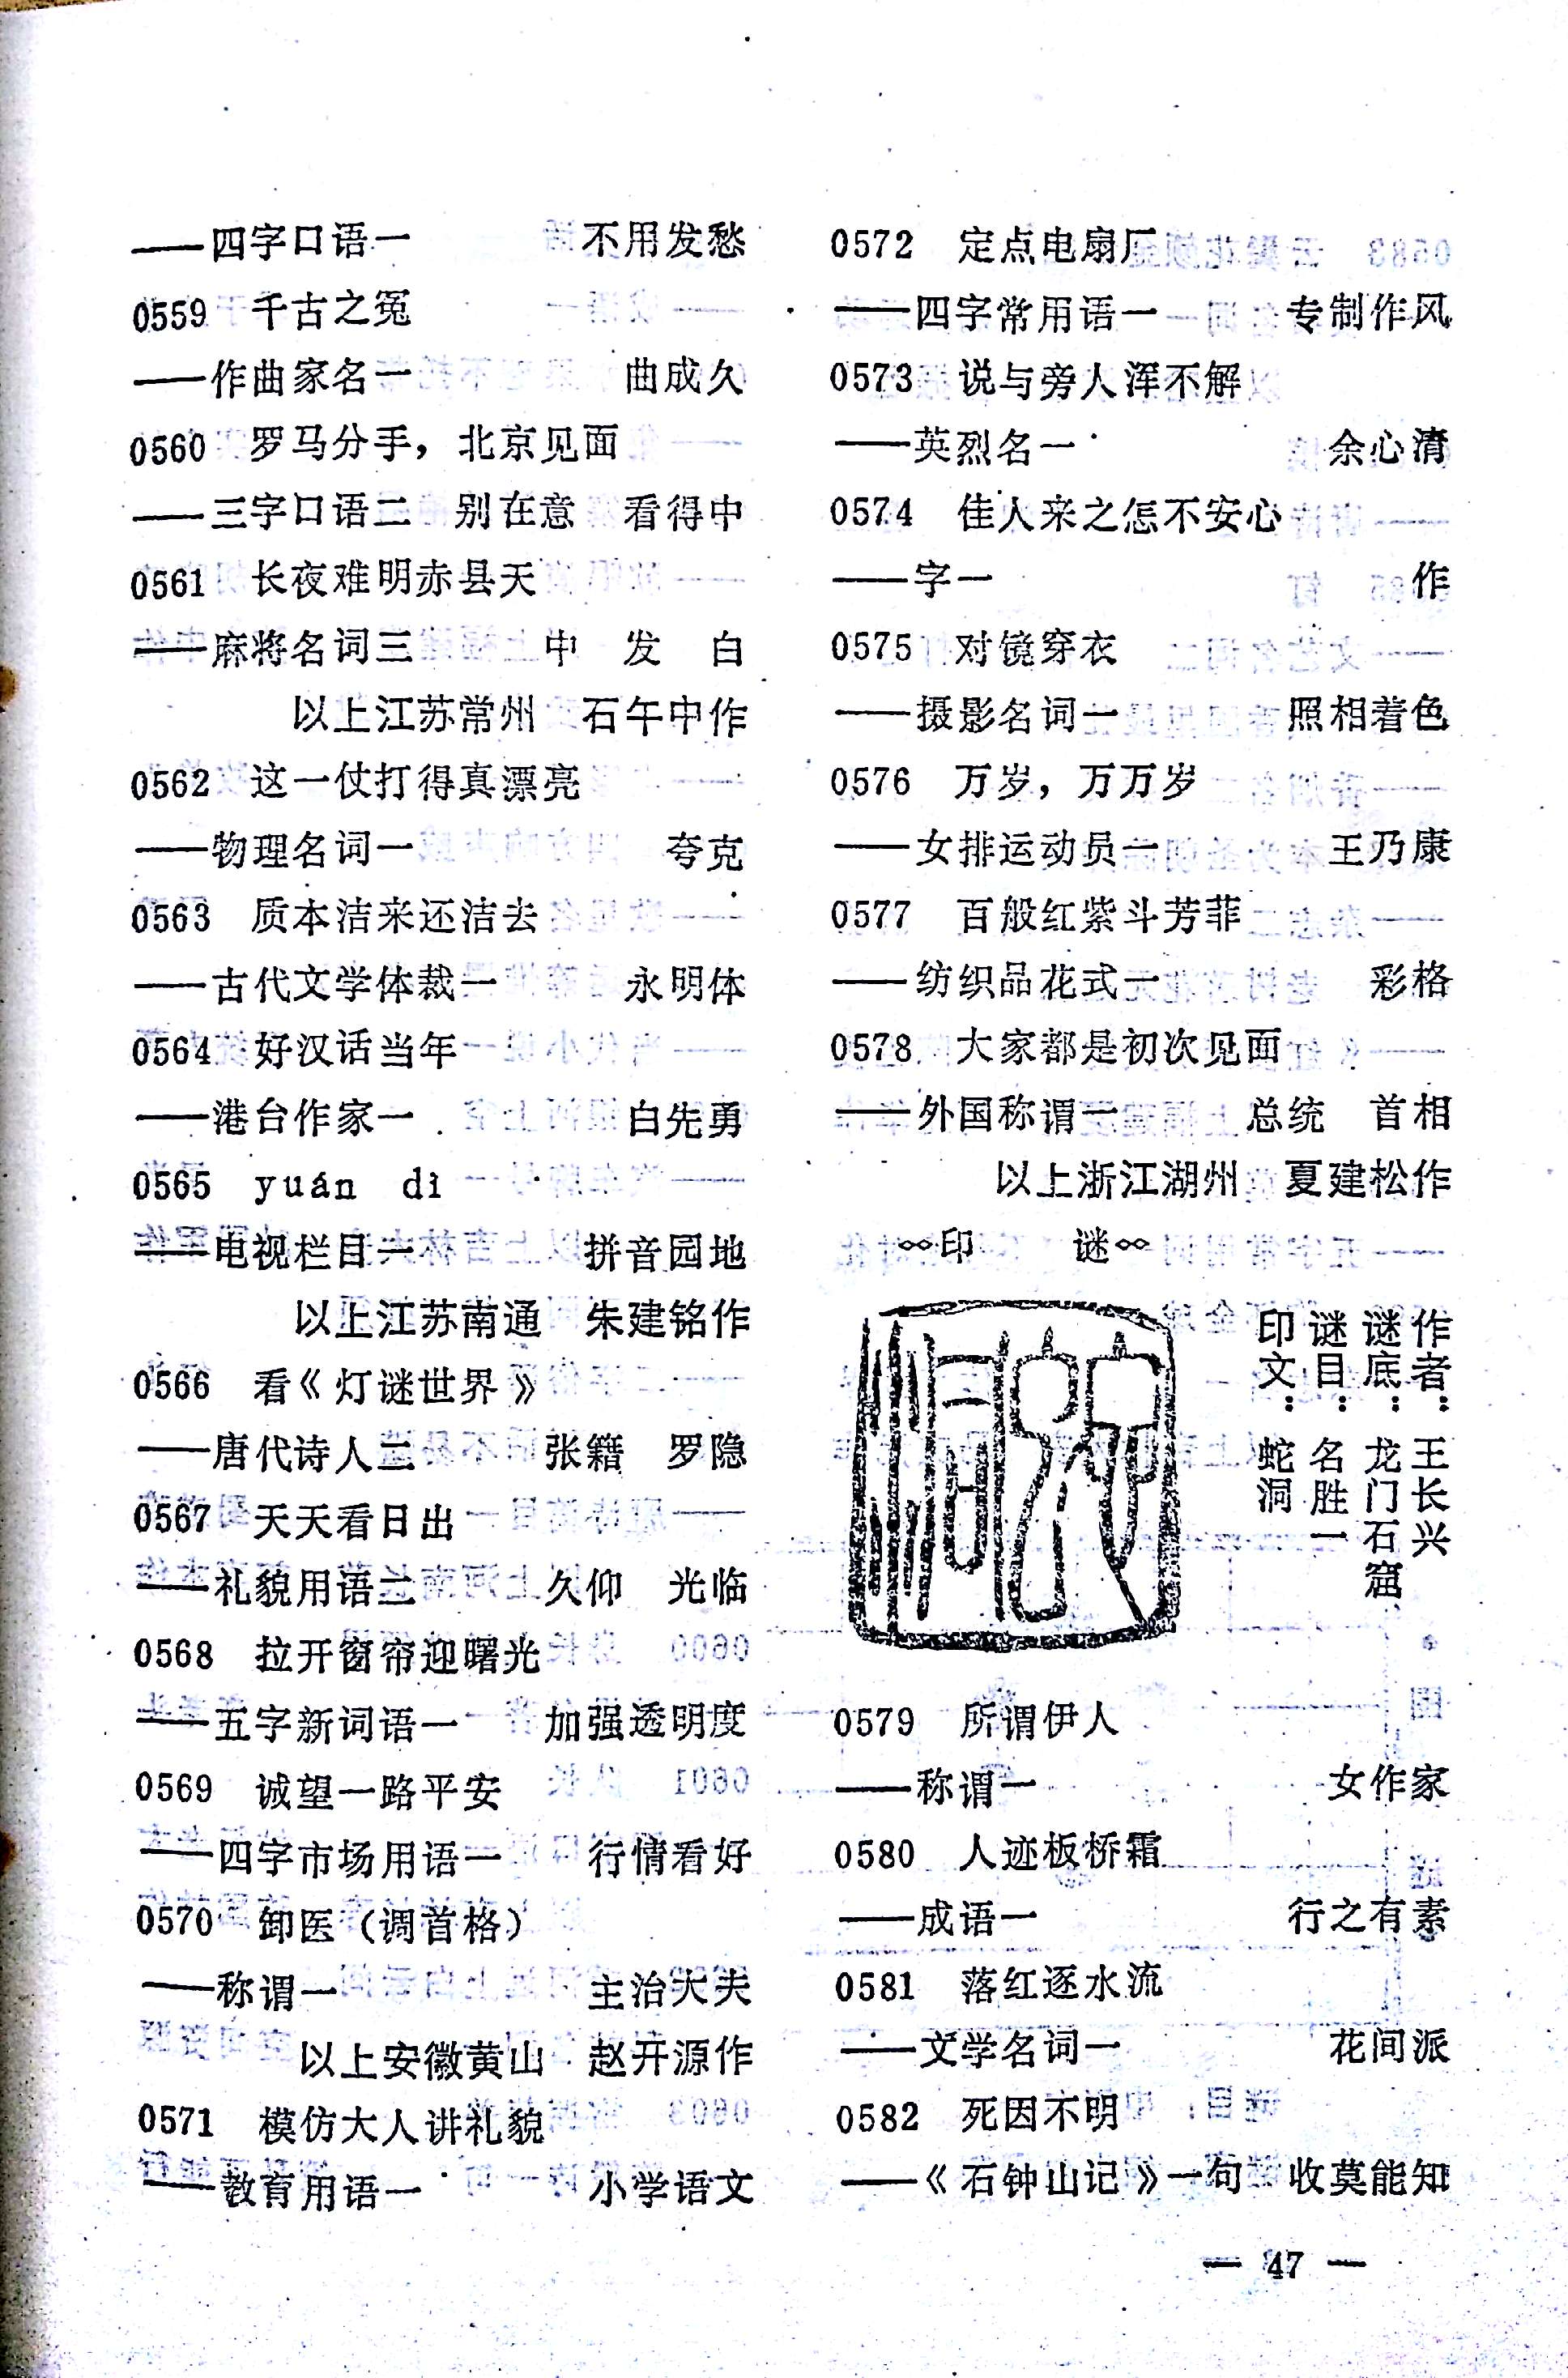 ——四字口语一　不用发愁
0559　千古之冤
——作曲家名一　曲成久
0560　罗马分手，北京见面
——三字口语二　别在意　看得中
0561　长夜难明赤县天
——麻将名词三　中　发　白
以上江苏常州　石午中作
0562　这一仗打得真漂亮
——物理名词一　夸克
0563　质本洁来还洁去
——古代文学体裁一　永明体
0564　好汉话当年
——港台作家一　白先勇
0565　yuán　dì
——电视栏目一　拼音园地
以上江苏南通　朱建铭作
0566　看《灯谜世界》
——唐代诗人二　张籍　罗隐
0567　天天看日出
——礼貌用语二　久仰　光临
0568　拉开窗帘迎曙光
——五字新词语一　加强透明度
0569　诚望一路平安
——四字市场用语一　行情看好
0570　卸医（调首格）
——称谓一　主治大夫
以上安徽黄山　赵开源作
0571　模仿大人讲礼貌
——教育用语一　小学语文
0572　定点电扇厂
——四字常用语一　专制作风
0573　说与旁人浑不解
——英烈名一　余心清
0574　佳人来之怎不安心
——字一　作
0575　对镜穿衣
——摄影名词一　照相着色
0576　万岁，万万岁
——女排运动员一　王乃康
0577　百般红紫斗芳菲
——纺织品花式一　彩格
0578　大家都是初次见面
——外国称谓一　总统　首相
以上浙江湖州　夏建松作
∞印　谜∞
作者：王长兴
谜底：龙门石窟
谜目：名胜一
印文：蛇洞
0579　所谓伊人
——称谓一　女作家
0580　人迹板桥霜
——成语一　行之有素
0581　落红逐水流
——文学名词一　花间派
0582　死因不明
——《石钟山记》一句　收莫能知
— 47 —